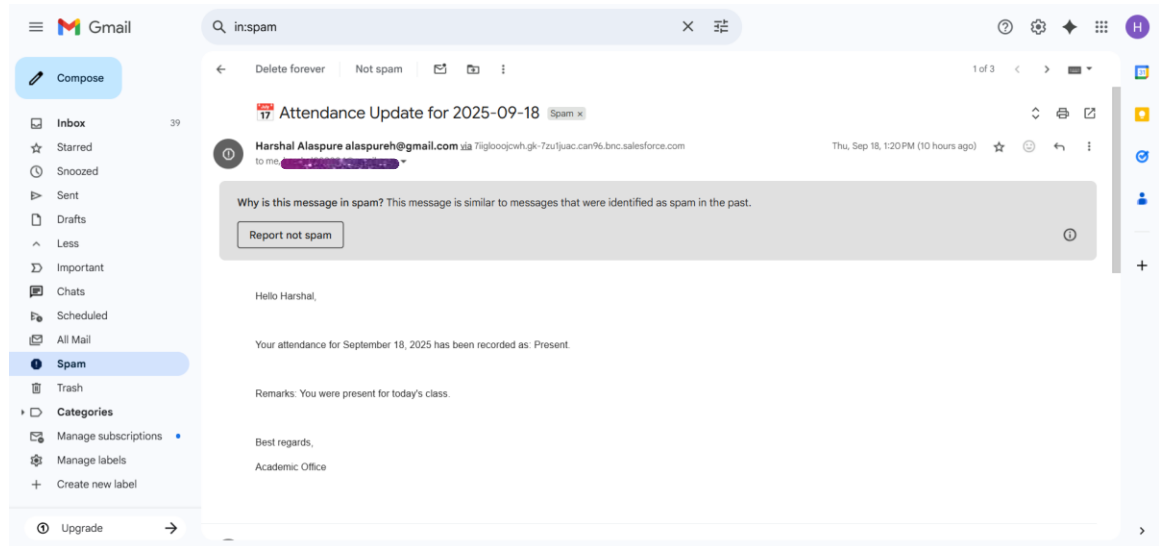 Gmail
in:spam
H
Compose
Inbox 39
Starred
Snoozed
Sent
Drafts
Less
Important
Chats
Scheduled
All Mail
Spam
Trash
Categories
Manage subscriptions
Manage labels
Create new label
Upgrade
Delete forever Not spam 1 of 3
17 Attendance Update for 2025-09-18 Spam ×
Harshal Alaspure alaspureh@gmail.com via 7iiglooojcwh.gk-7zu1juac.can96.bnc.salesforce.com Thu, Sep 18, 1:20 PM (10 hours ago)
to me,
Why is this message in spam? This message is similar to messages that were identified as spam in the past.
Report not spam
Hello Harshal,
Your attendance for September 18, 2025 has been recorded as: Present.
Remarks: You were present for today's class.
Best regards,
Academic Office
31